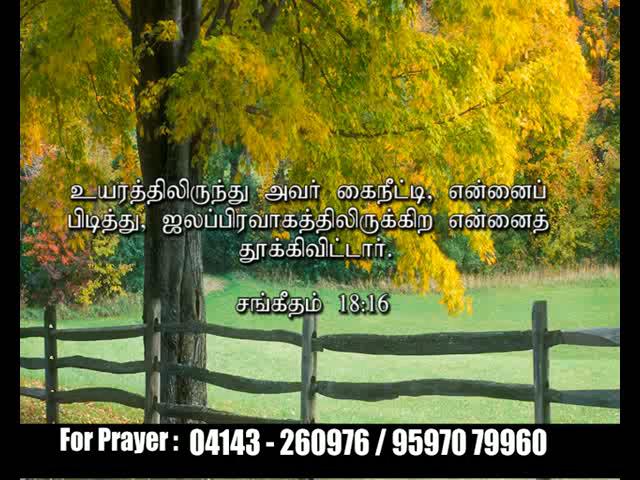 உயரத்திலிருந்து அவர் கைநீட்டி, என்னைப்
பிடித்து, ஜலப்பிரவாகத்திலிருக்கிற என்னைத்
தூக்கிவிட்டார்.
சங்கீதம் 18:16
For Prayer : 04143 - 260976 / 95970 79960